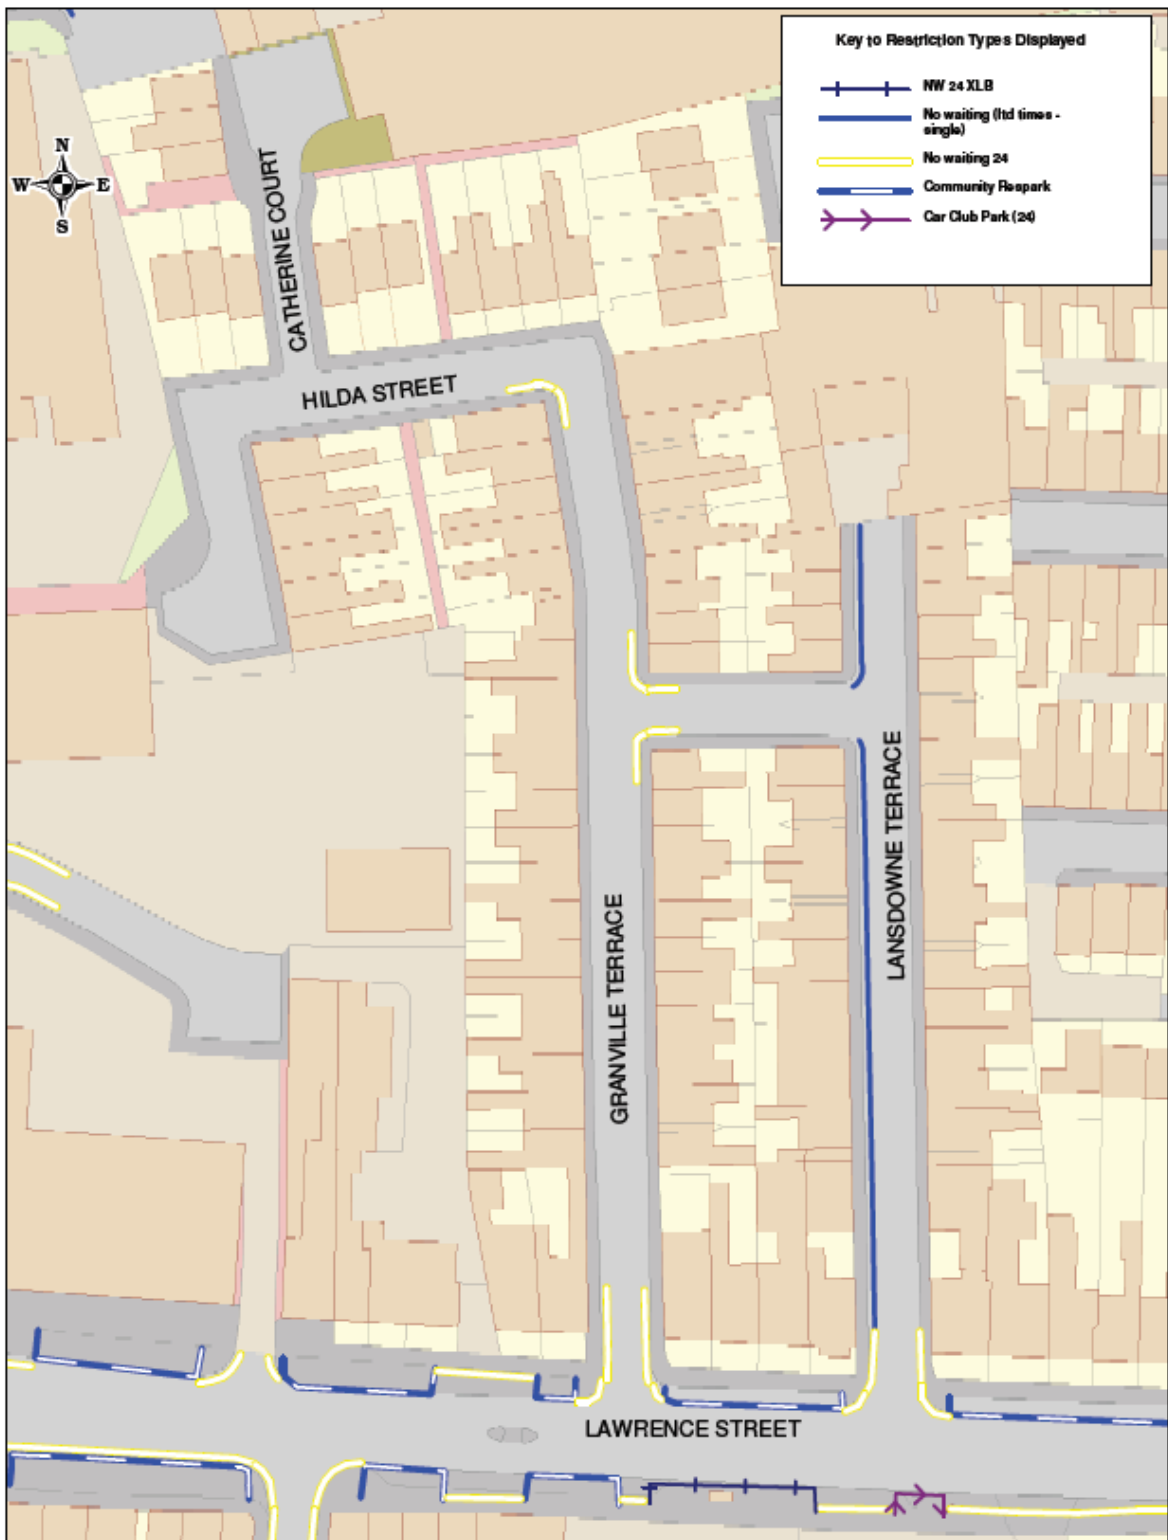 Key to Restriction Types Displayed
NW 24 XLB
No waiting (ltd times -
single)
No waiting 24
Community Respark
Car Club Park (24)
N
W E
S
CATHERINE COURT
HILDA STREET
LANSDOWNE TERRACE
GRANVILLE TERRACE
LAWRENCE STREET